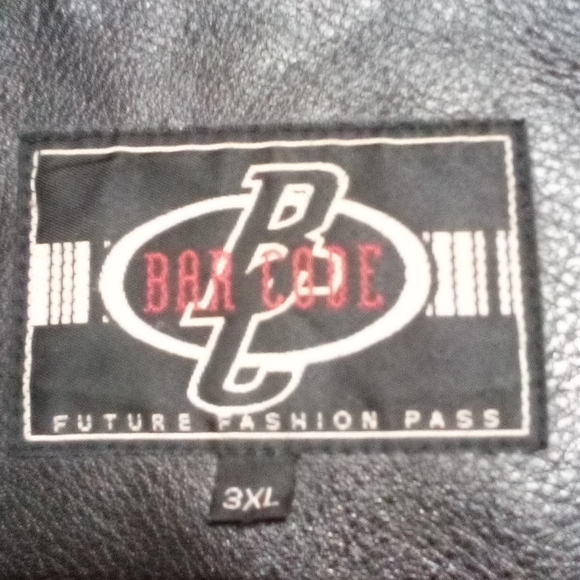 BC
BAR CODE
FUTURE FASHION PASS
3XL